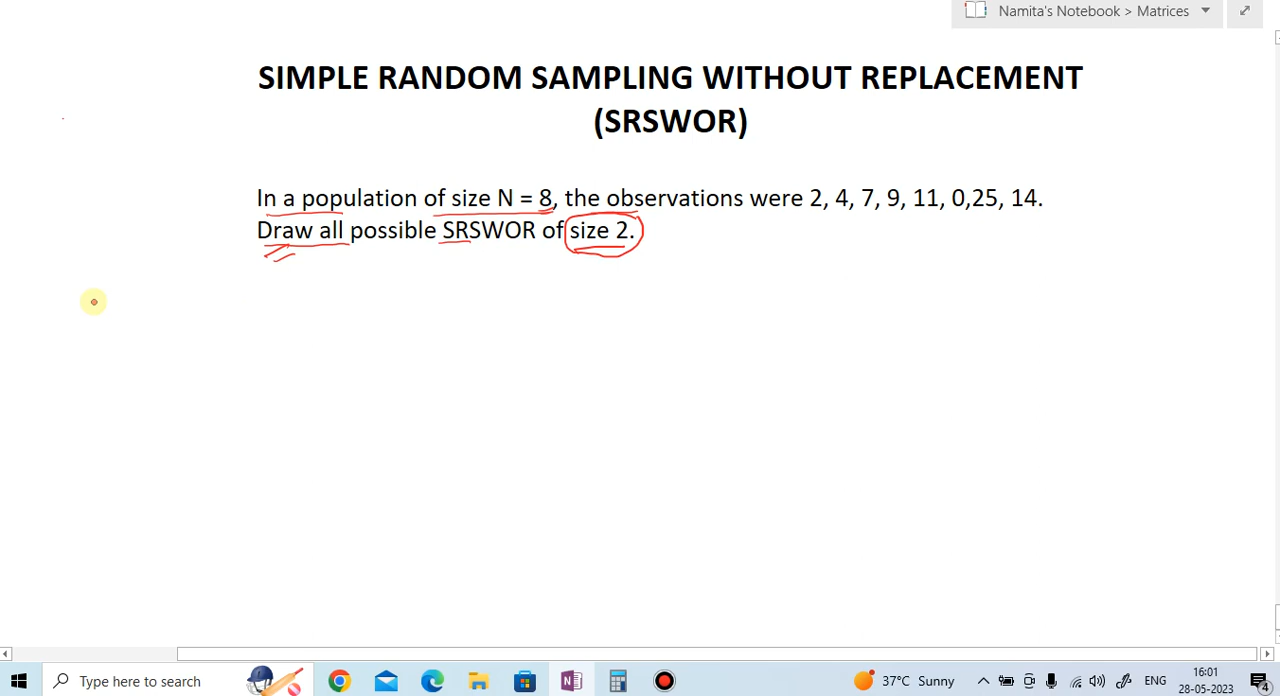 Namita's Notebook > Matrices
SIMPLE RANDOM SAMPLING WITHOUT REPLACEMENT
(SRSWOR)
In a population of size N = 8, the observations were 2, 4, 7, 9, 11, 0,25, 14.
Draw all possible SRSWOR of size 2.
Type here to search
37°C Sunny
ENG
16:01
28-05-2023
4